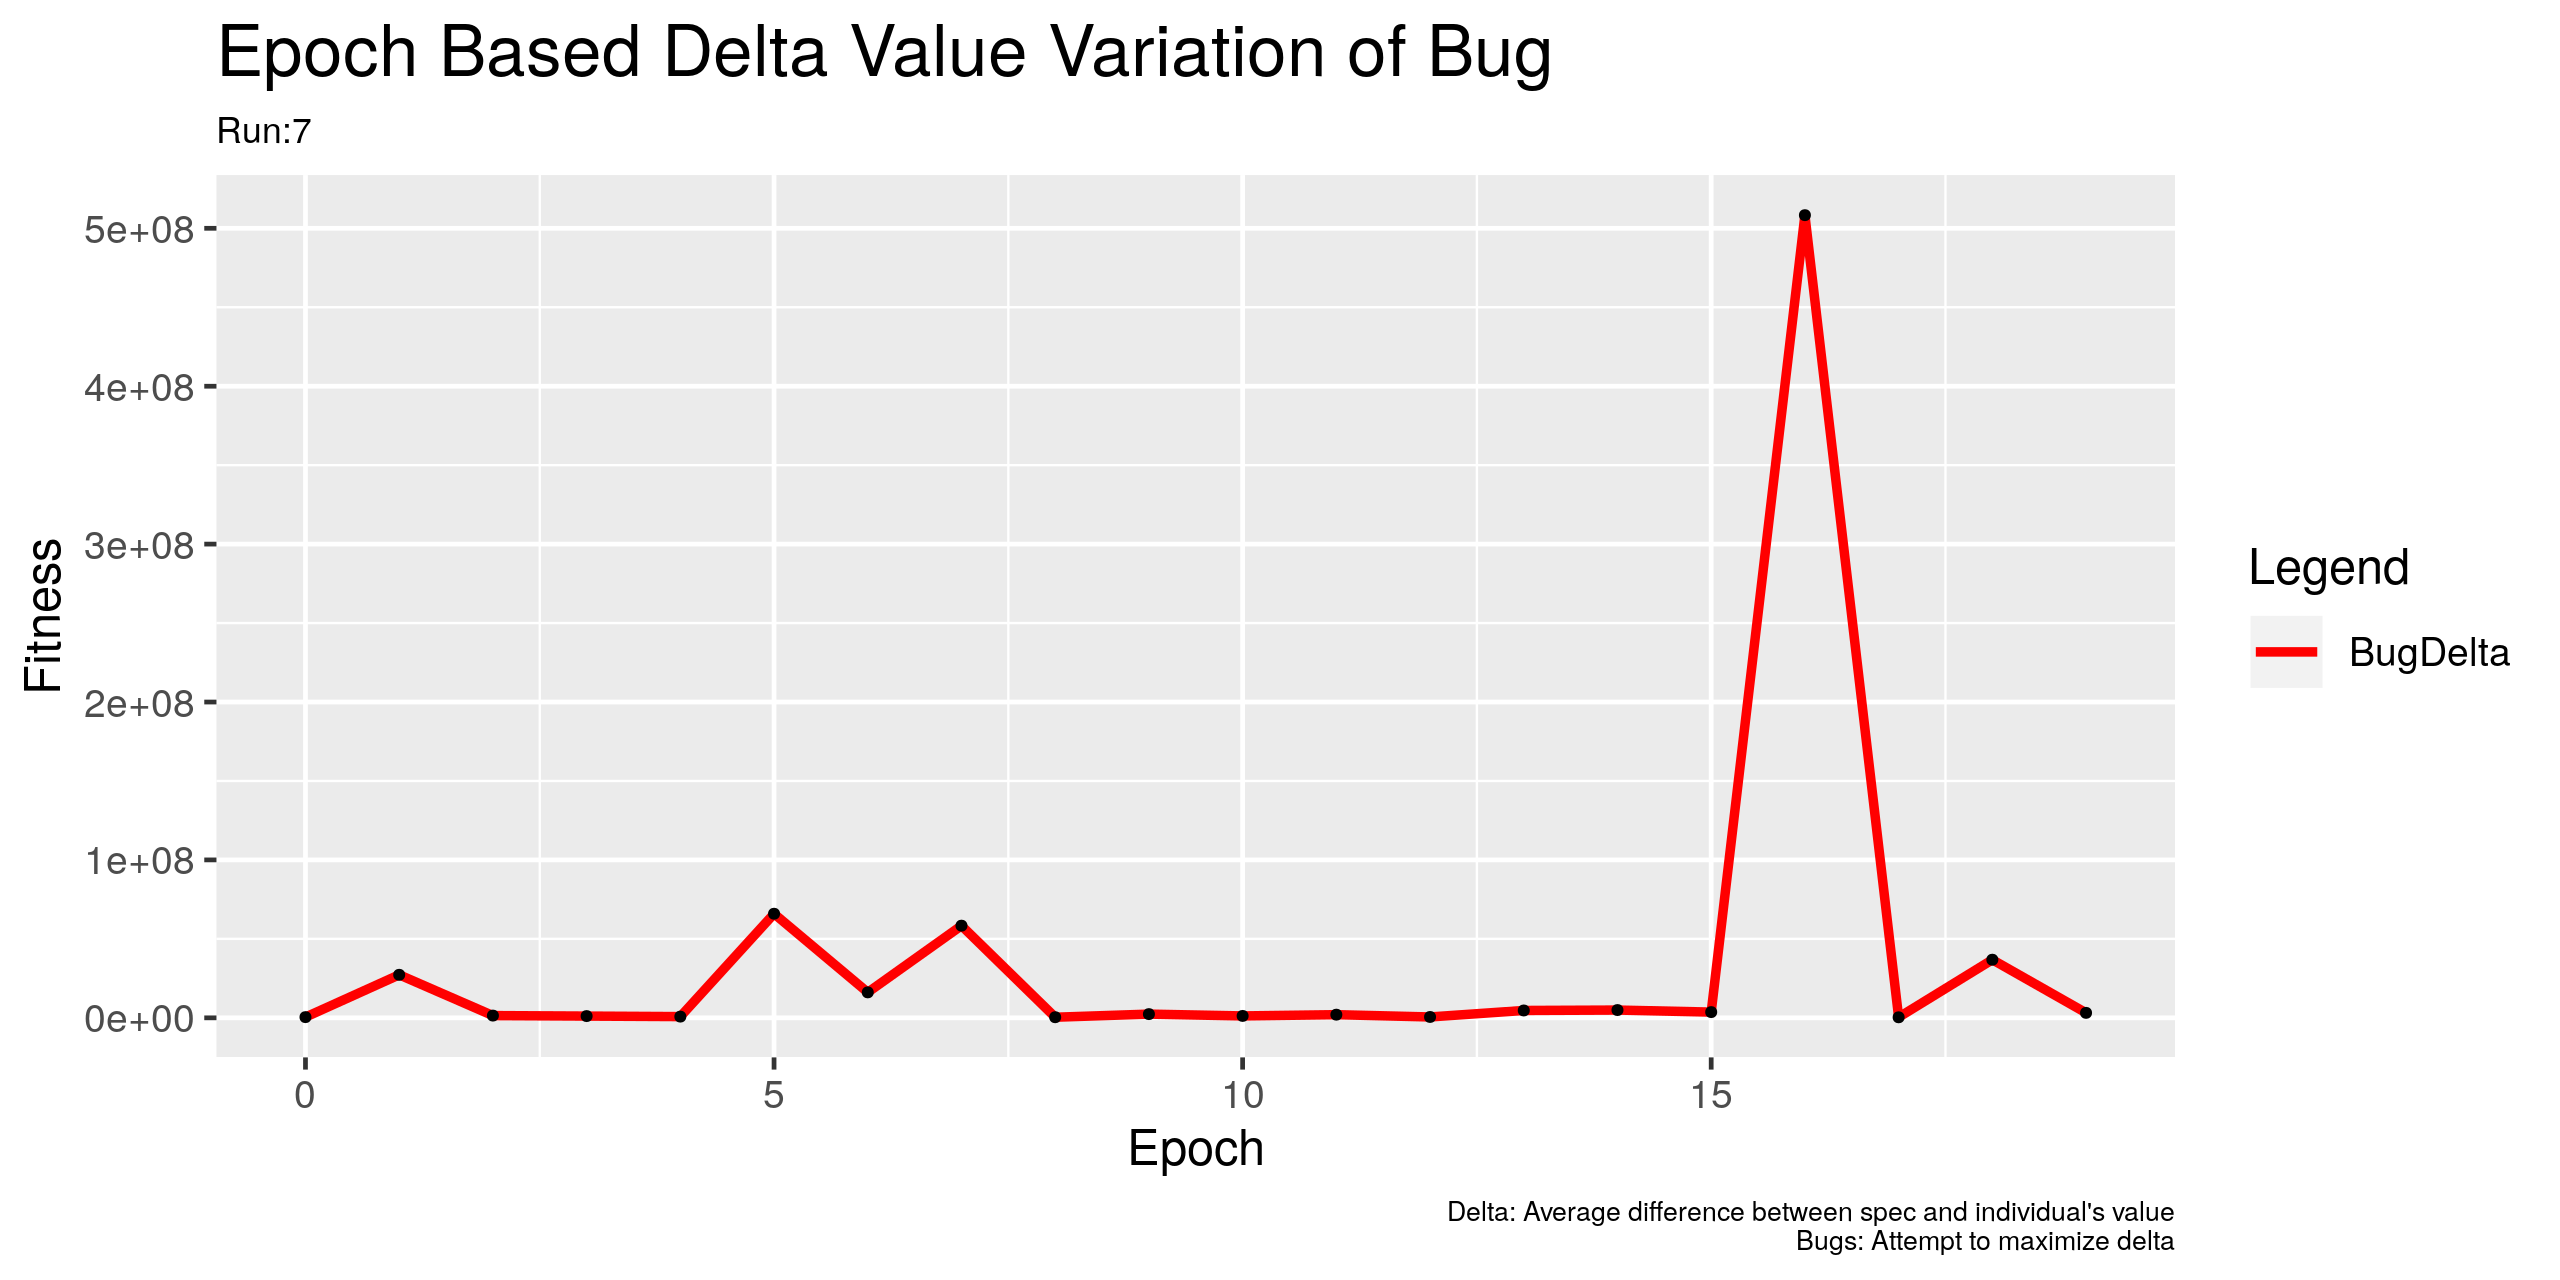 Epoch Based Delta Value Variation of Bug
Run:7
5e+08
4e+08
3e+08
2e+08
1e+08
0e+00
Fitness
0 5 10 15
Epoch
Legend
BugDelta
Delta: Average difference between spec and individual's value
Bugs: Attempt to maximize delta